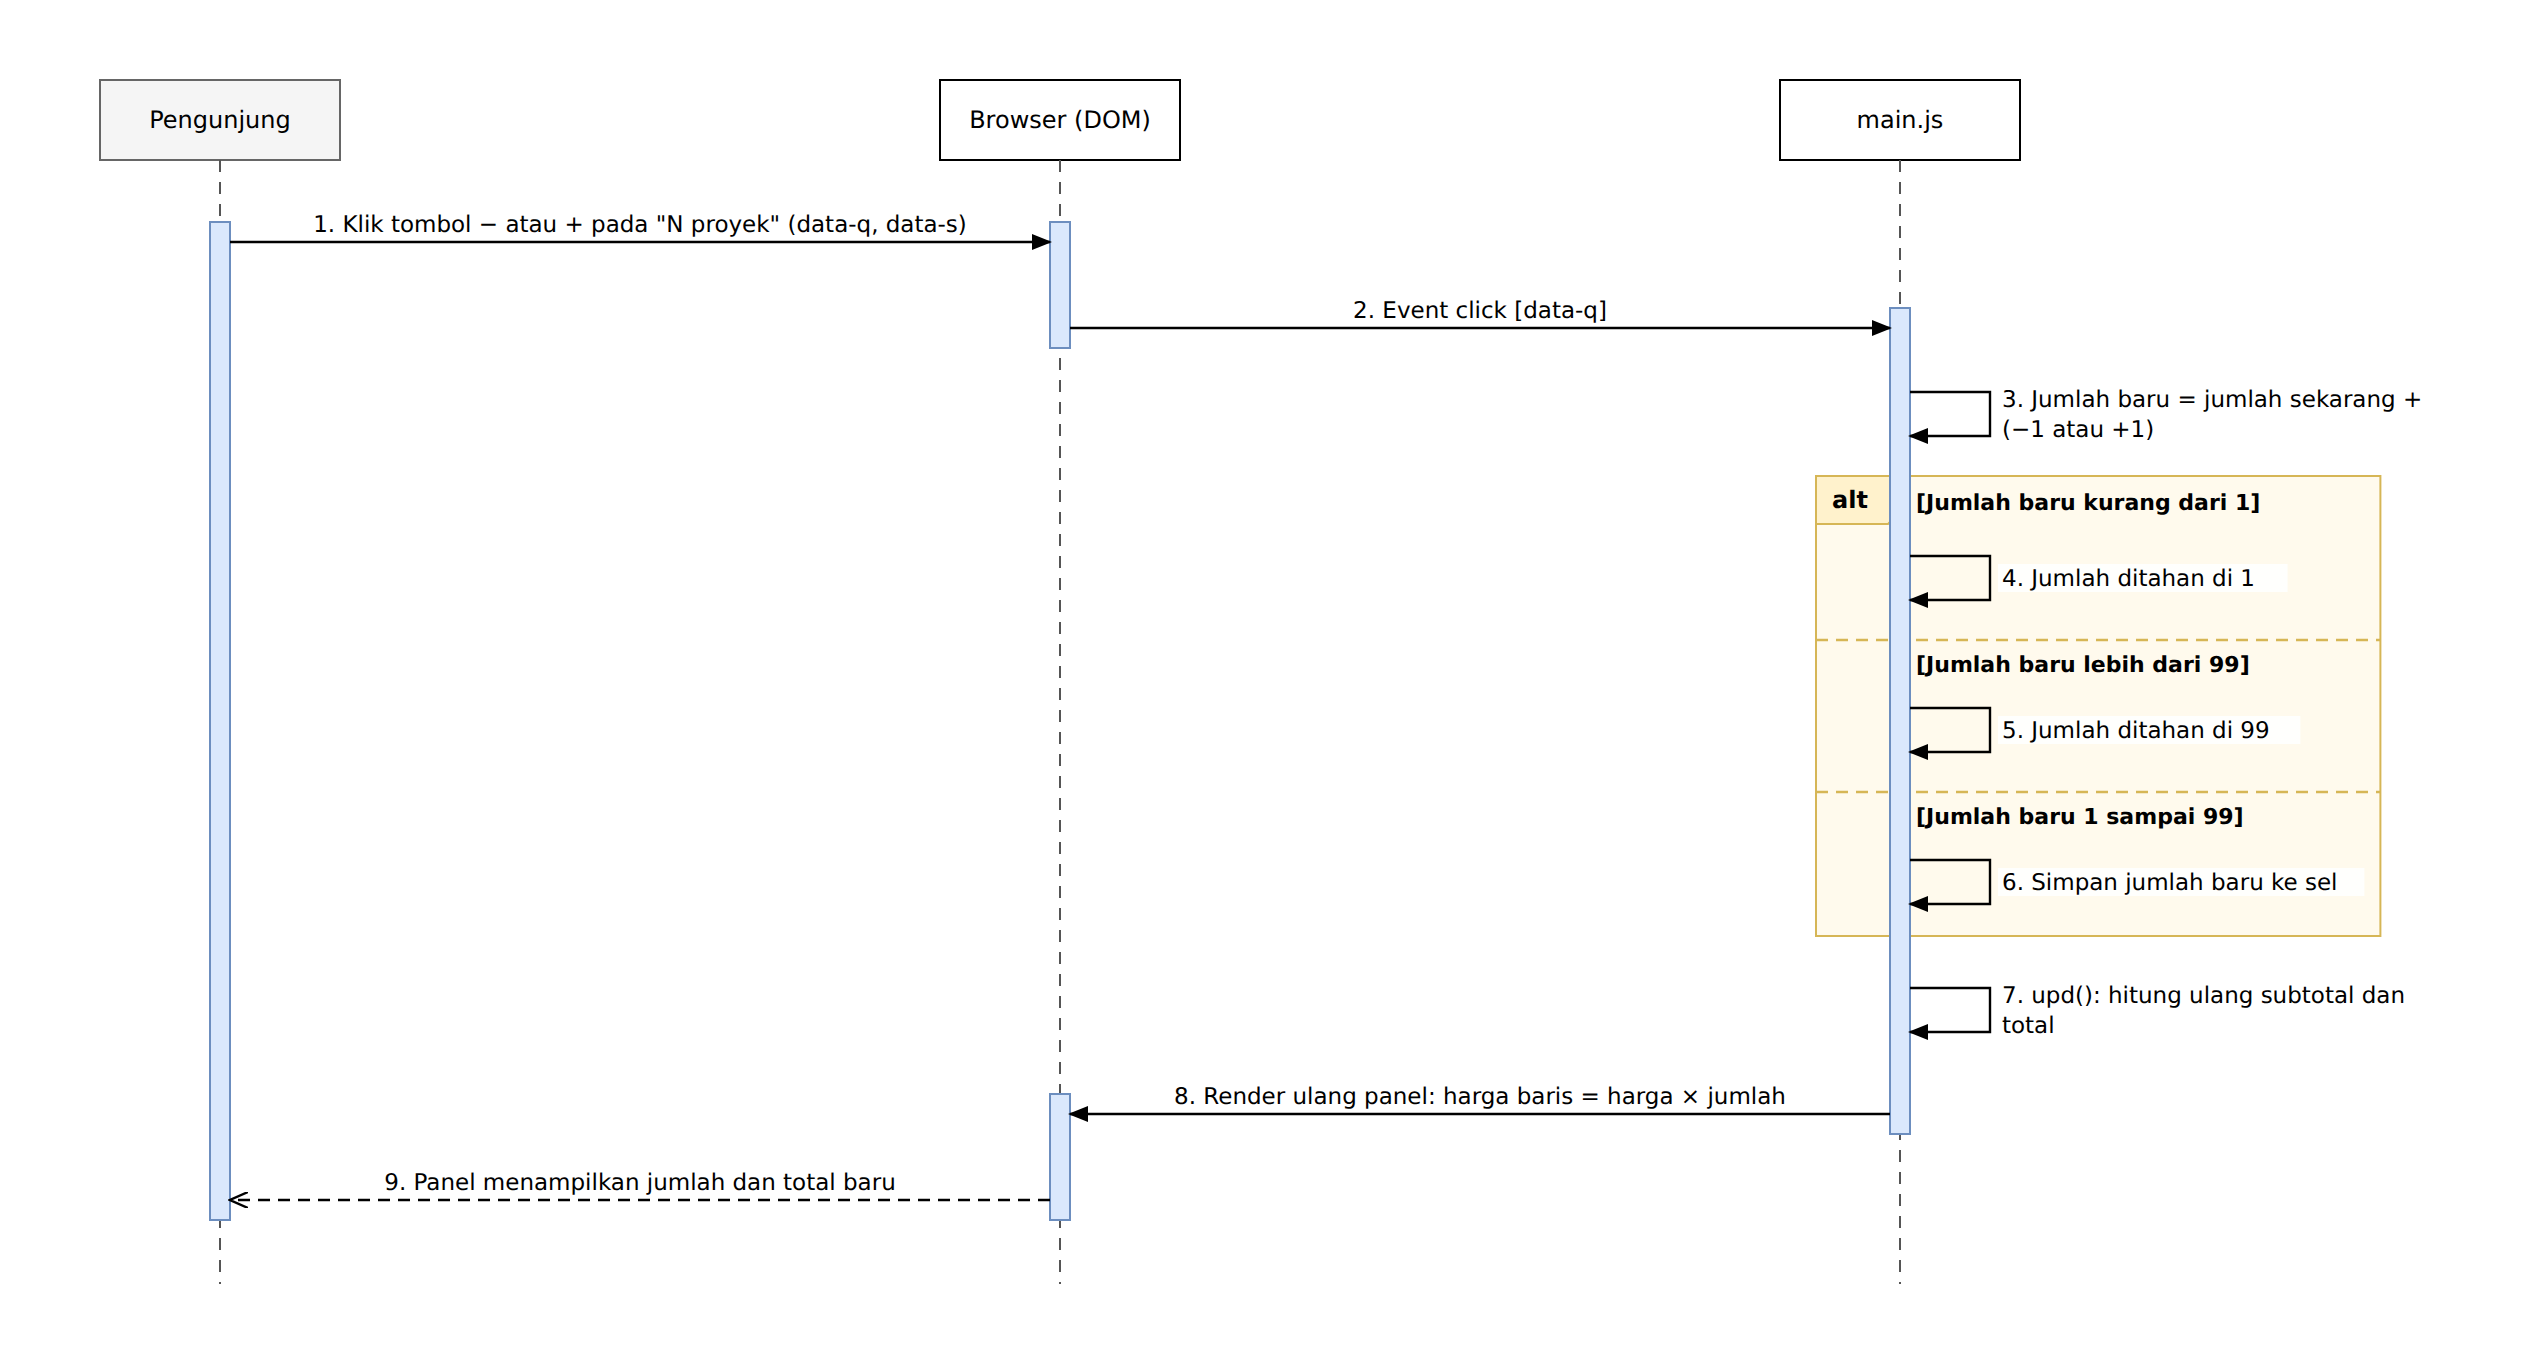 Pengunjung
Browser (DOM)
main.js
1. Klik tombol − atau + pada "N proyek" (data-q, data-s)
2. Event click [data-q]
3. Jumlah baru = jumlah sekarang +
(−1 atau +1)
alt
[Jumlah baru kurang dari 1]
4. Jumlah ditahan di 1
[Jumlah baru lebih dari 99]
5. Jumlah ditahan di 99
[Jumlah baru 1 sampai 99]
6. Simpan jumlah baru ke sel
7. upd(): hitung ulang subtotal dan
total
8. Render ulang panel: harga baris = harga × jumlah
9. Panel menampilkan jumlah dan total baru